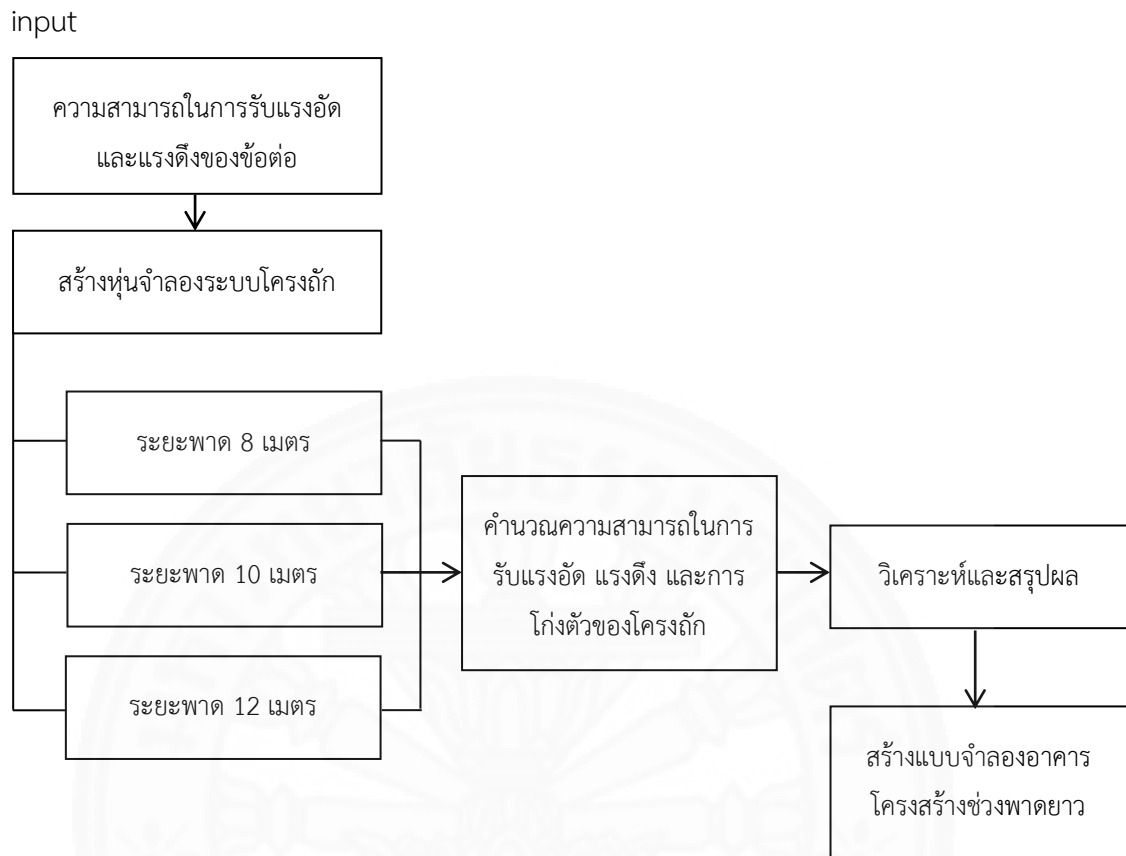 input
ความสามารถในการรับแรงอัด
และแรงดึงของข้อต่อ
สร้างหุ่นจำลองระบบโครงถัก
ระยะพาด 8 เมตร
ระยะพาด 10 เมตร
ระยะพาด 12 เมตร
คำนวณความสามารถในการ
รับแรงอัด แรงดึง และการ
โก่งตัวของโครงถัก
วิเคราะห์และสรุปผล
สร้างแบบจำลองอาคาร
โครงสร้างช่วงพาดยาว